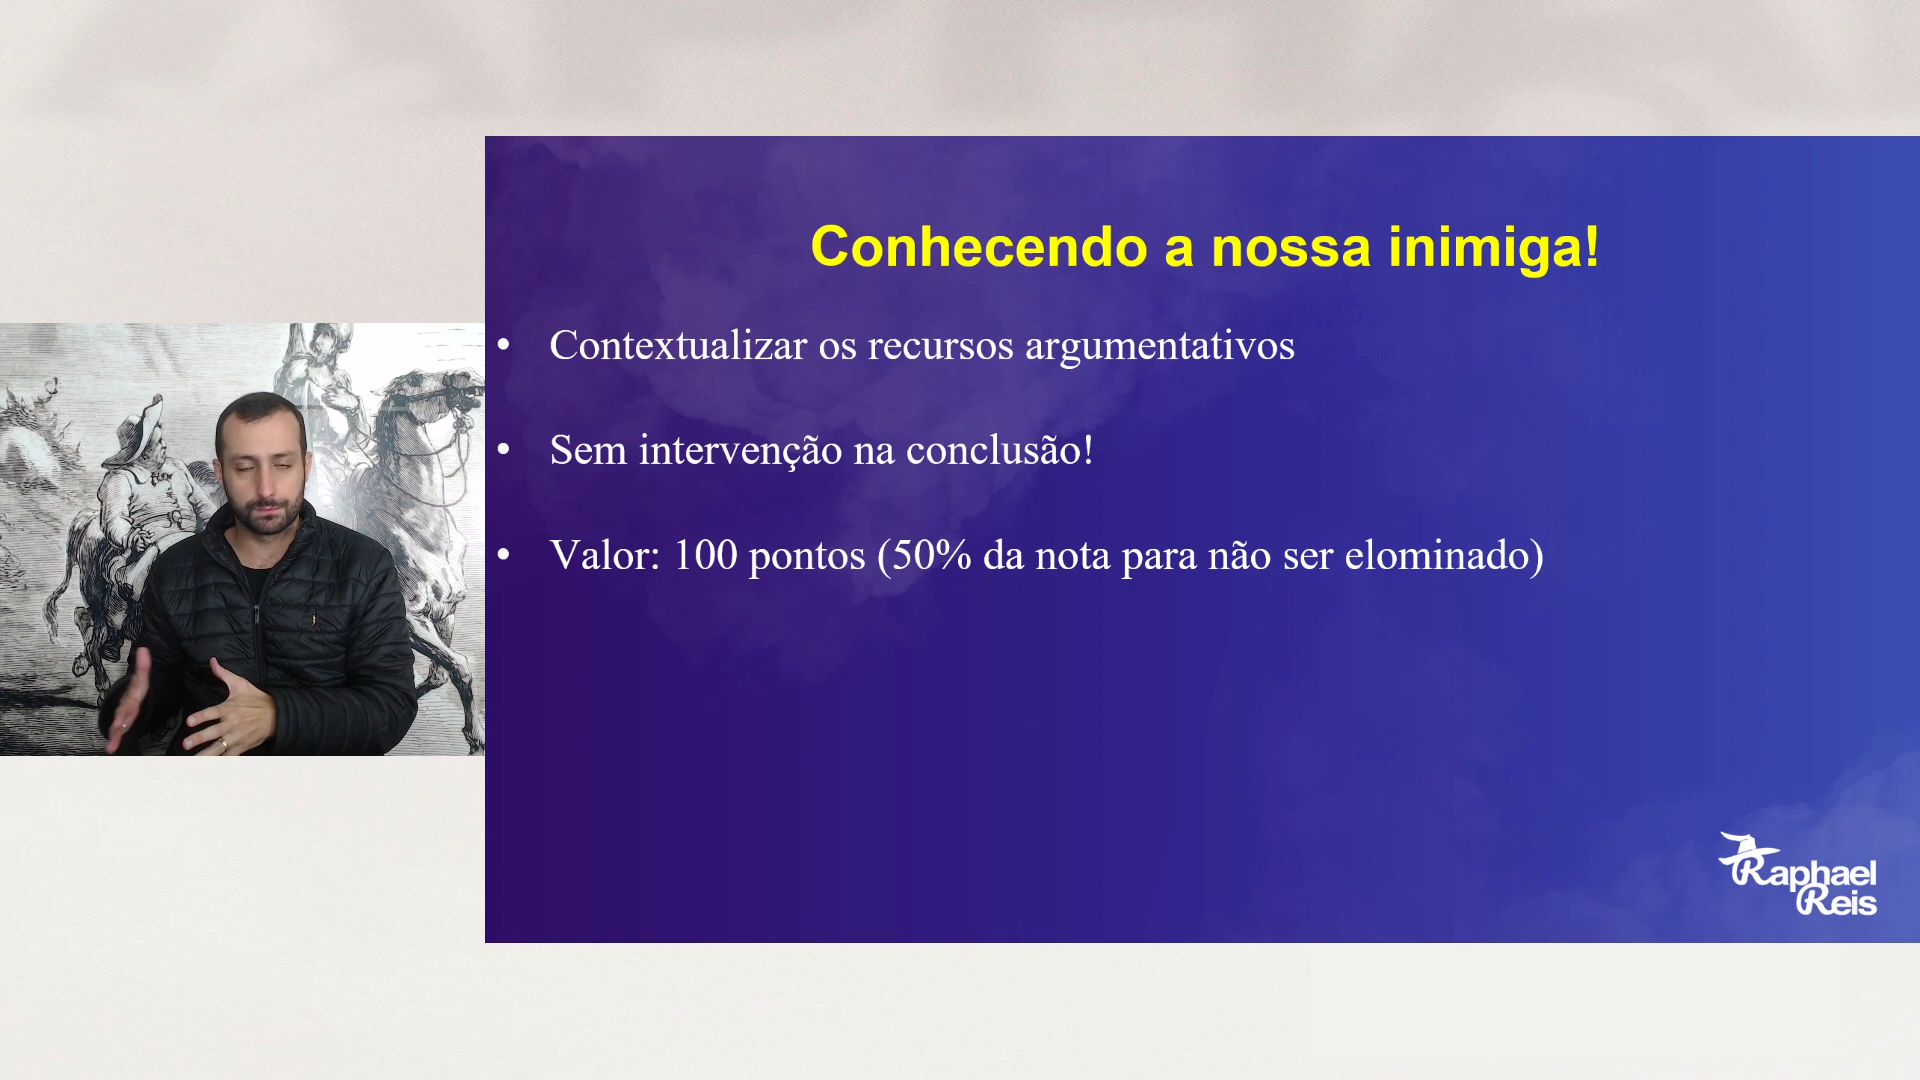 Conhecendo a nossa inimiga!
• Contextualizar os recursos argumentativos
• Sem intervenção na conclusão!
• Valor: 100 pontos (50% da nota para não ser elominado)
Raphael
Reis